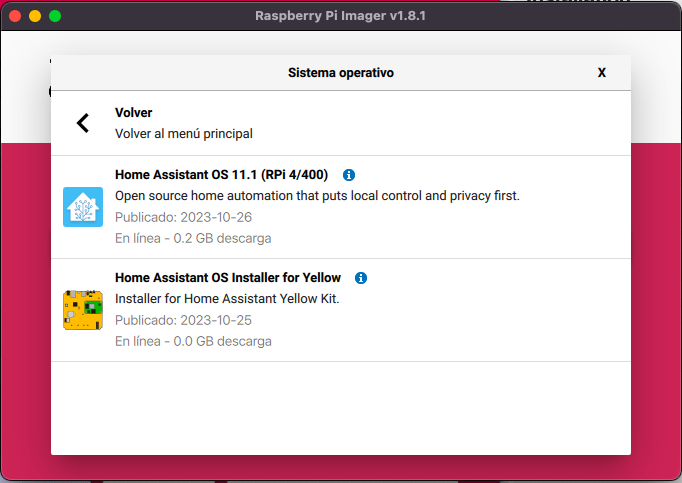 Raspberry Pi Imager v1.8.1
Sistema operativo
X
Volver
Volver al menú principal
Home Assistant OS 11.1 (RPi 4/400)
Open source home automation that puts local control and privacy first.
Publicado: 2023-10-26
En línea - 0.2 GB descarga
Home Assistant OS Installer for Yellow
Installer for Home Assistant Yellow Kit.
Publicado: 2023-10-25
En línea - 0.0 GB descarga